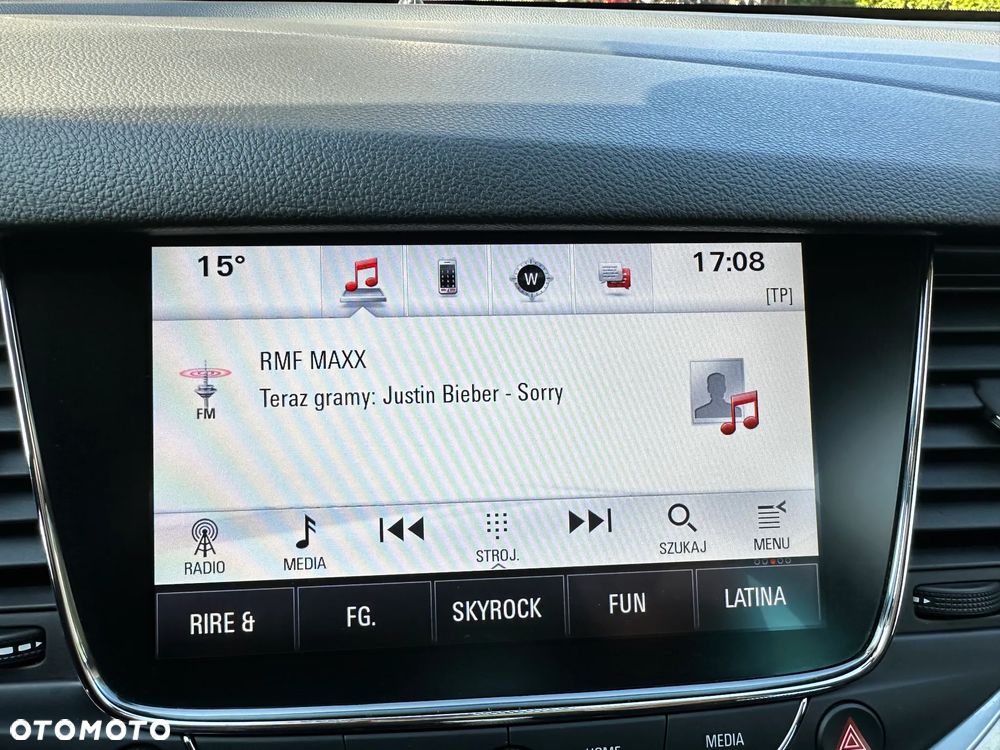 15° 17:08
W
[TP]
RMF MAXX
Teraz gramy: Justin Bieber - Sorry
FM
RADIO MEDIA STROJ. SZUKAJ MENU
RIRE & FG. SKYROCK FUN LATINA
OTOMOTO
HOME MEDIA